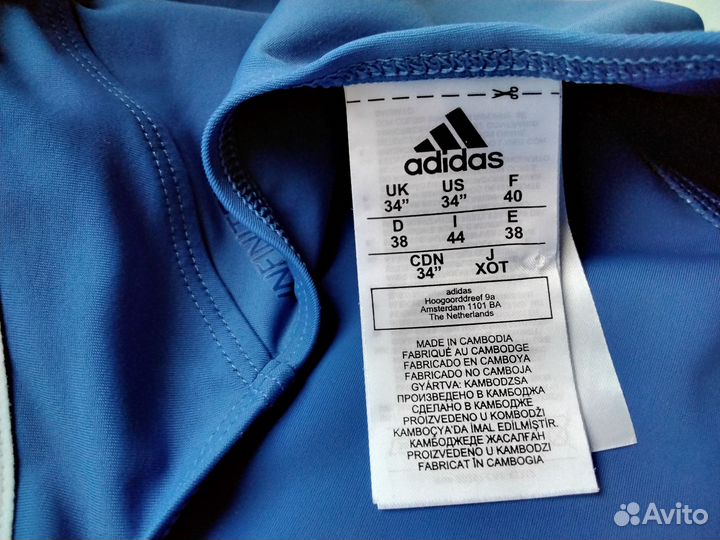 adidas
UK US F
34” 34” 40
D I E
38 44 38
CDN J
34” XOT
adidas
Hoogoorddreef 9a
Amsterdam 1101 BA
The Netherlands
MADE IN CAMBODIA
FABRIQUÉ AU CAMBODGE
FABRICADO EN CAMBOYA
FABRICADO NO CAMBOJA
GYÁRTVA: KAMBODZSA
ПРОИЗВЕДЕНО В КАМБОДЖА
СДЕЛАНО В КАМБОДЖЕ
PROIZVEDENO U KOMBODŽI
KAMBOÇYA'DA İMAL EDİLMİŞTİR
КАМБОДЖЕДЕ ЖАСАЛҒАН
PROIZVEDENO U KAMBODŽI
FABRICAT ÎN CAMBOGIA
Avito